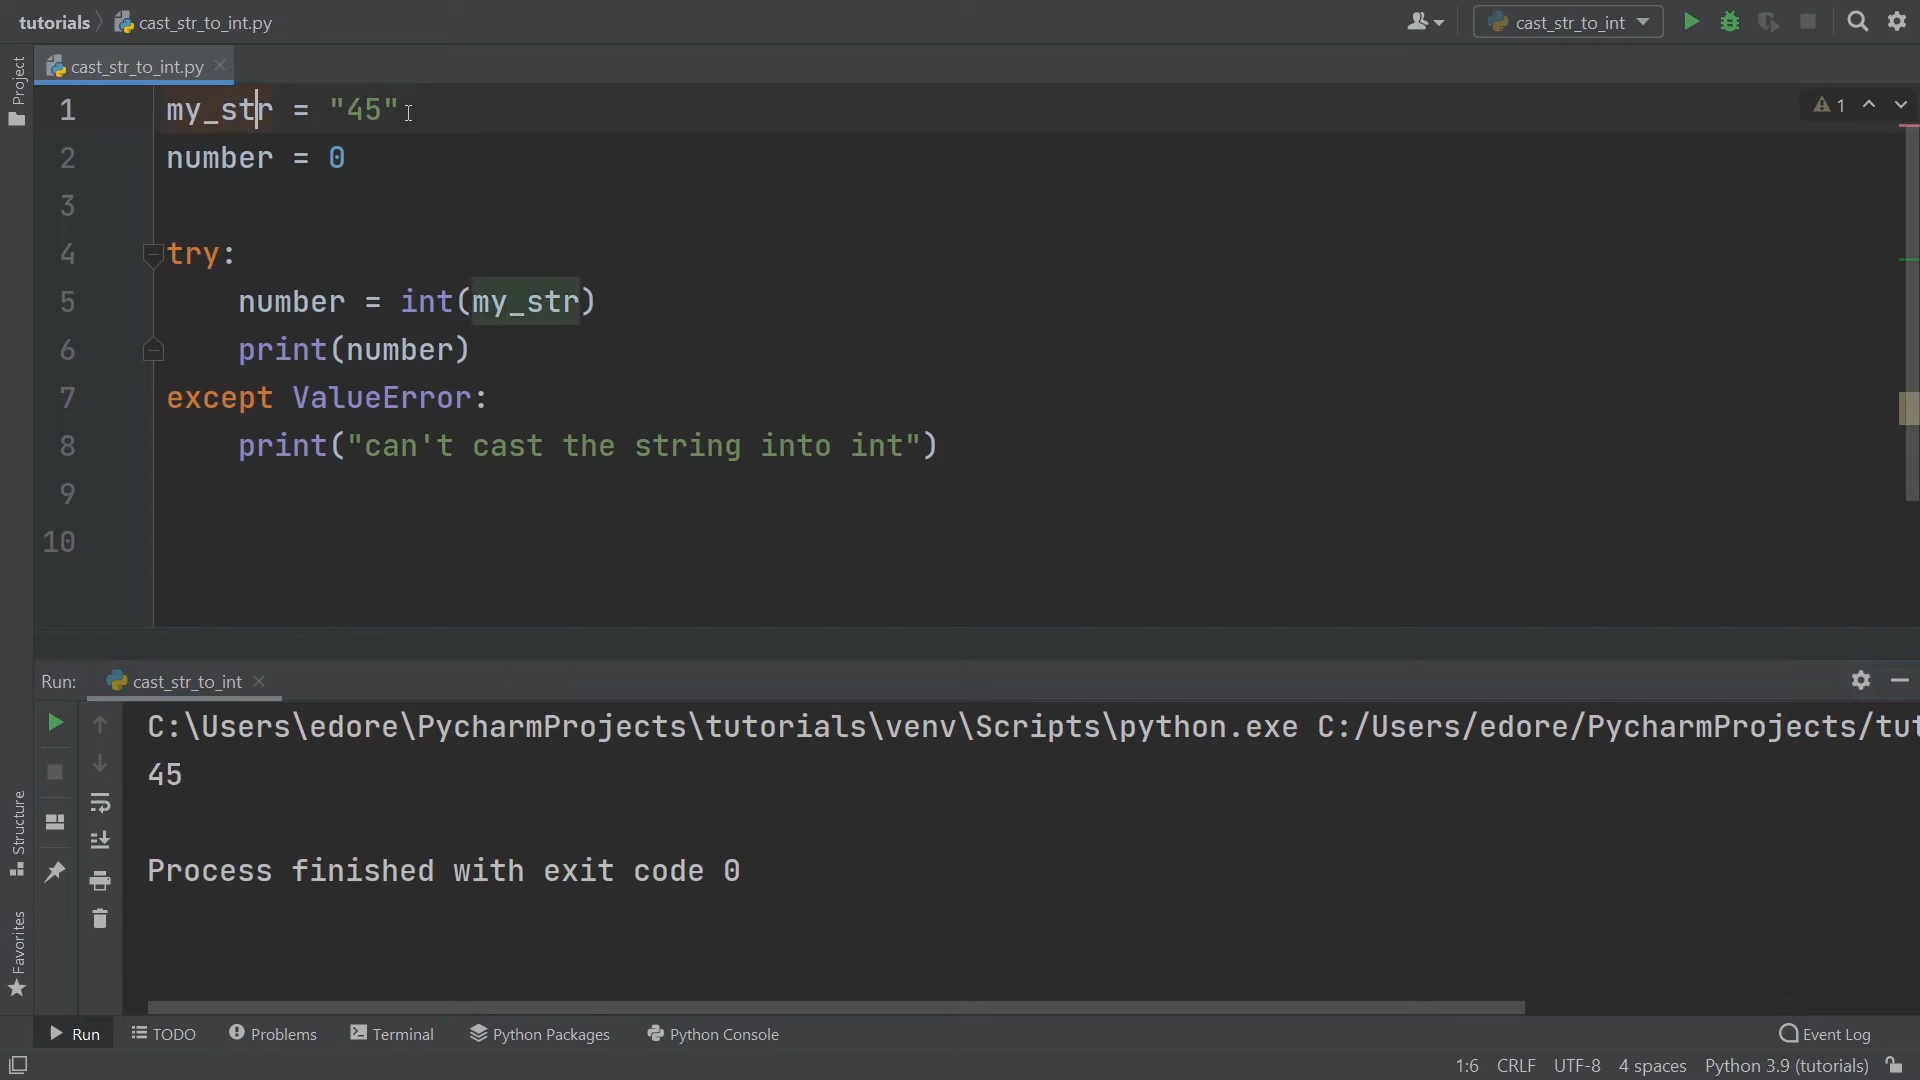 tutorials cast_str_to_int.py cast_str_to_int
cast_str_to_int.py
Project
1 my_str = "45" 1
2 number = 0
3
4 try:
5     number = int(my_str)
6     print(number)
7 except ValueError:
8     print("can't cast the string into int")
9
10
Run: cast_str_to_int
C:\Users\edore\PycharmProjects\tutorials\venv\Scripts\python.exe C:/Users/edore/PycharmProjects/tut
45
Process finished with exit code 0
Structure
Favorites
Run TODO Problems Terminal Python Packages Python Console Event Log
1:6 CRLF UTF-8 4 spaces Python 3.9 (tutorials)